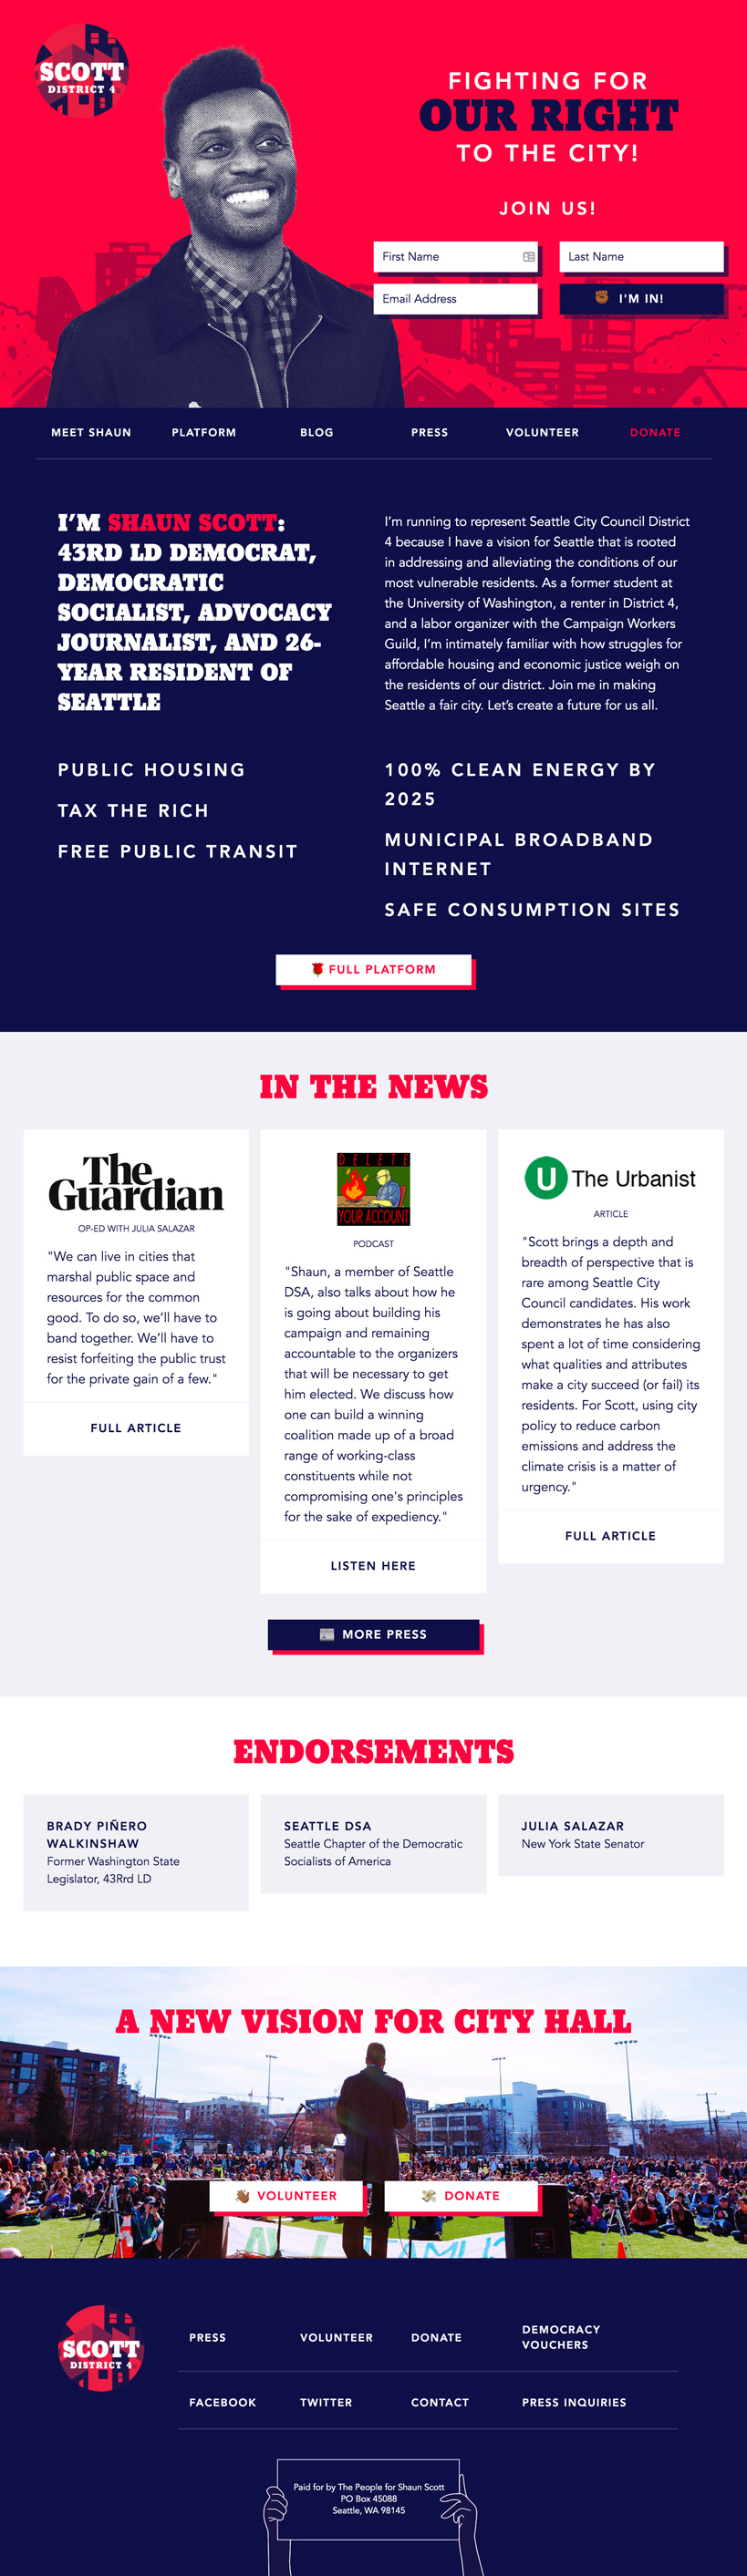 SCOTT
DISTRICT 4
FIGHTING FOR
OUR RIGHT
TO THE CITY!
JOIN US!
First Name
Last Name
Email Address
I'M IN!
MEET SHAUN
PLATFORM
BLOG
PRESS
VOLUNTEER
DONATE
I'M SHAUN SCOTT:
43RD LD DEMOCRAT,
DEMOCRATIC
SOCIALIST, ADVOCACY
JOURNALIST, AND 26-
YEAR RESIDENT OF
SEATTLE
I'm running to represent Seattle City Council District
4 because I have a vision for Seattle that is rooted
in addressing and alleviating the conditions of our
most vulnerable residents. As a former student at
the University of Washington, a renter in District 4,
and a labor organizer with the Campaign Workers
Guild, I'm intimately familiar with how struggles for
affordable housing and economic justice weigh on
the residents of our district. Join me in making
Seattle a fair city. Let's create a future for us all.
PUBLIC HOUSING
TAX THE RICH
FREE PUBLIC TRANSIT
100% CLEAN ENERGY BY
2025
MUNICIPAL BROADBAND
INTERNET
SAFE CONSUMPTION SITES
FULL PLATFORM
IN THE NEWS
The
Guardian
OP-ED WITH JULIA SALAZAR
"We can live in cities that
marshal public space and
resources for the common
good. To do so, we'll have to
band together. We'll have to
resist forfeiting the public trust
for the private gain of a few."
FULL ARTICLE
DELETE
YOUR ACCOUNT
PODCAST
"Shaun, a member of Seattle
DSA, also talks about how he
is going about building his
campaign and remaining
accountable to the organizers
that will be necessary to get
him elected. We discuss how
one can build a winning
coalition made up of a broad
range of working-class
constituents while not
compromising one's principles
for the sake of expediency."
LISTEN HERE
U The Urbanist
ARTICLE
"Scott brings a depth and
breadth of perspective that is
rare among Seattle City
Council candidates. His work
demonstrates he has also
spent a lot of time considering
what qualities and attributes
make a city succeed (or fail) its
residents. For Scott, using city
policy to reduce carbon
emissions and address the
climate crisis is a matter of
urgency."
FULL ARTICLE
MORE PRESS
ENDORSEMENTS
BRADY PIÑERO
WALKINSHAW
Former Washington State
Legislator, 43Rrd LD
SEATTLE DSA
Seattle Chapter of the Democratic
Socialists of America
JULIA SALAZAR
New York State Senator
A NEW VISION FOR CITY HALL
VOLUNTEER
DONATE
SCOTT
DISTRICT 4
PRESS
VOLUNTEER
DONATE
DEMOCRACY
VOUCHERS
FACEBOOK
TWITTER
CONTACT
PRESS INQUIRIES
Paid for by The People for Shaun Scott
PO Box 45088
Seattle, WA 98145